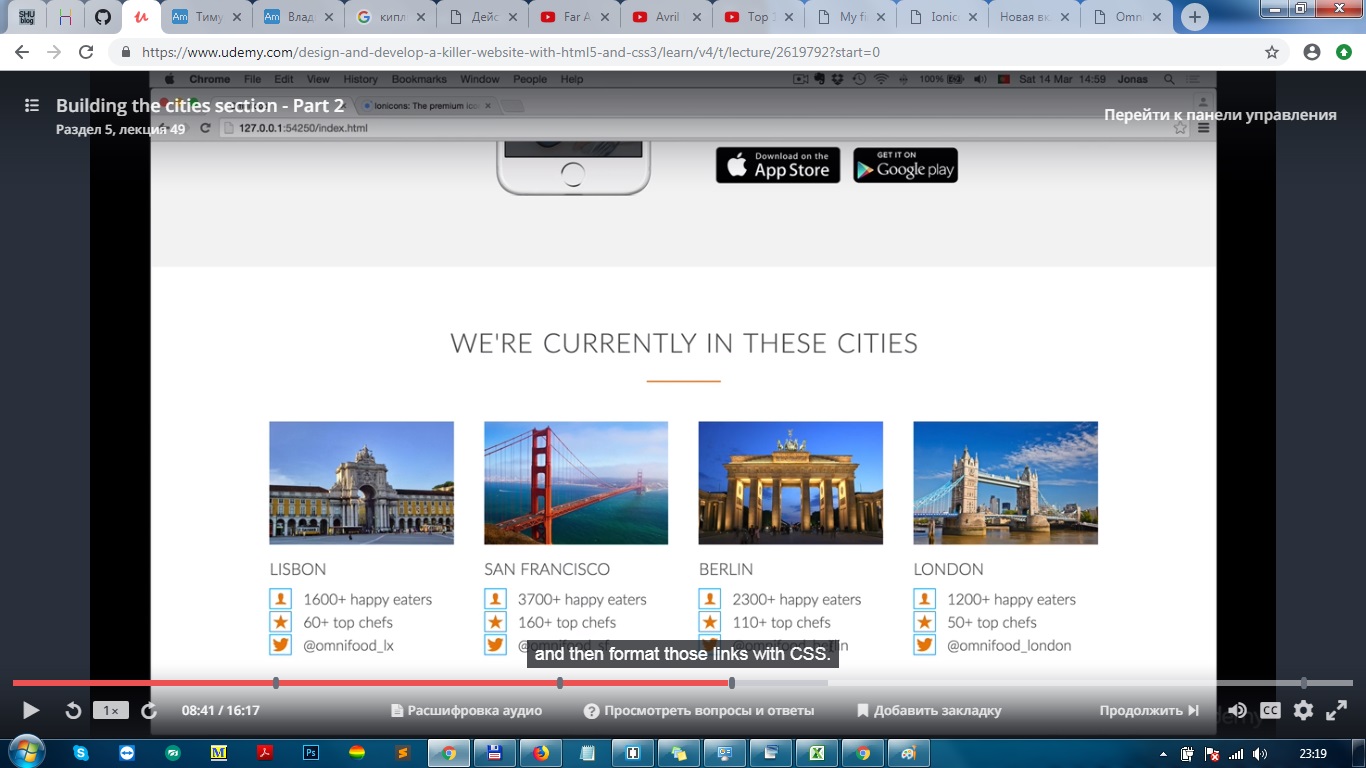 SHU blog
Тиму
Влад
кипл
Дейс
Far A
Avril
Top 1
My fi
Ionic
Новая вк
Omn
https://www.udemy.com/design-and-develop-a-killer-website-with-html5-and-css3/learn/v4/t/lecture/2619792?start=0
Chrome File Edit View History Bookmarks Window People Help
100%
Sat 14 Mar 14:59 Jonas
Building the cities section - Part 2
Ionicons: The premium ico
Перейти к панели управления
Раздел 5, лекция 49
127.0.0.1:54250/index.html
Download on the
App Store
GET IT ON
Google play
WE'RE CURRENTLY IN THESE CITIES
LISBON
1600+ happy eaters
60+ top chefs
@omnifood_lx
SAN FRANCISCO
3700+ happy eaters
160+ top chefs
@omnifood_sf
BERLIN
2300+ happy eaters
110+ top chefs
@omnifood_berlin
LONDON
1200+ happy eaters
50+ top chefs
@omnifood_london
and then format those links with CSS.
1×
08:41 / 16:17
Расшифровка аудио
Просмотреть вопросы и ответы
Добавить закладку
Продолжить
CC
23:19